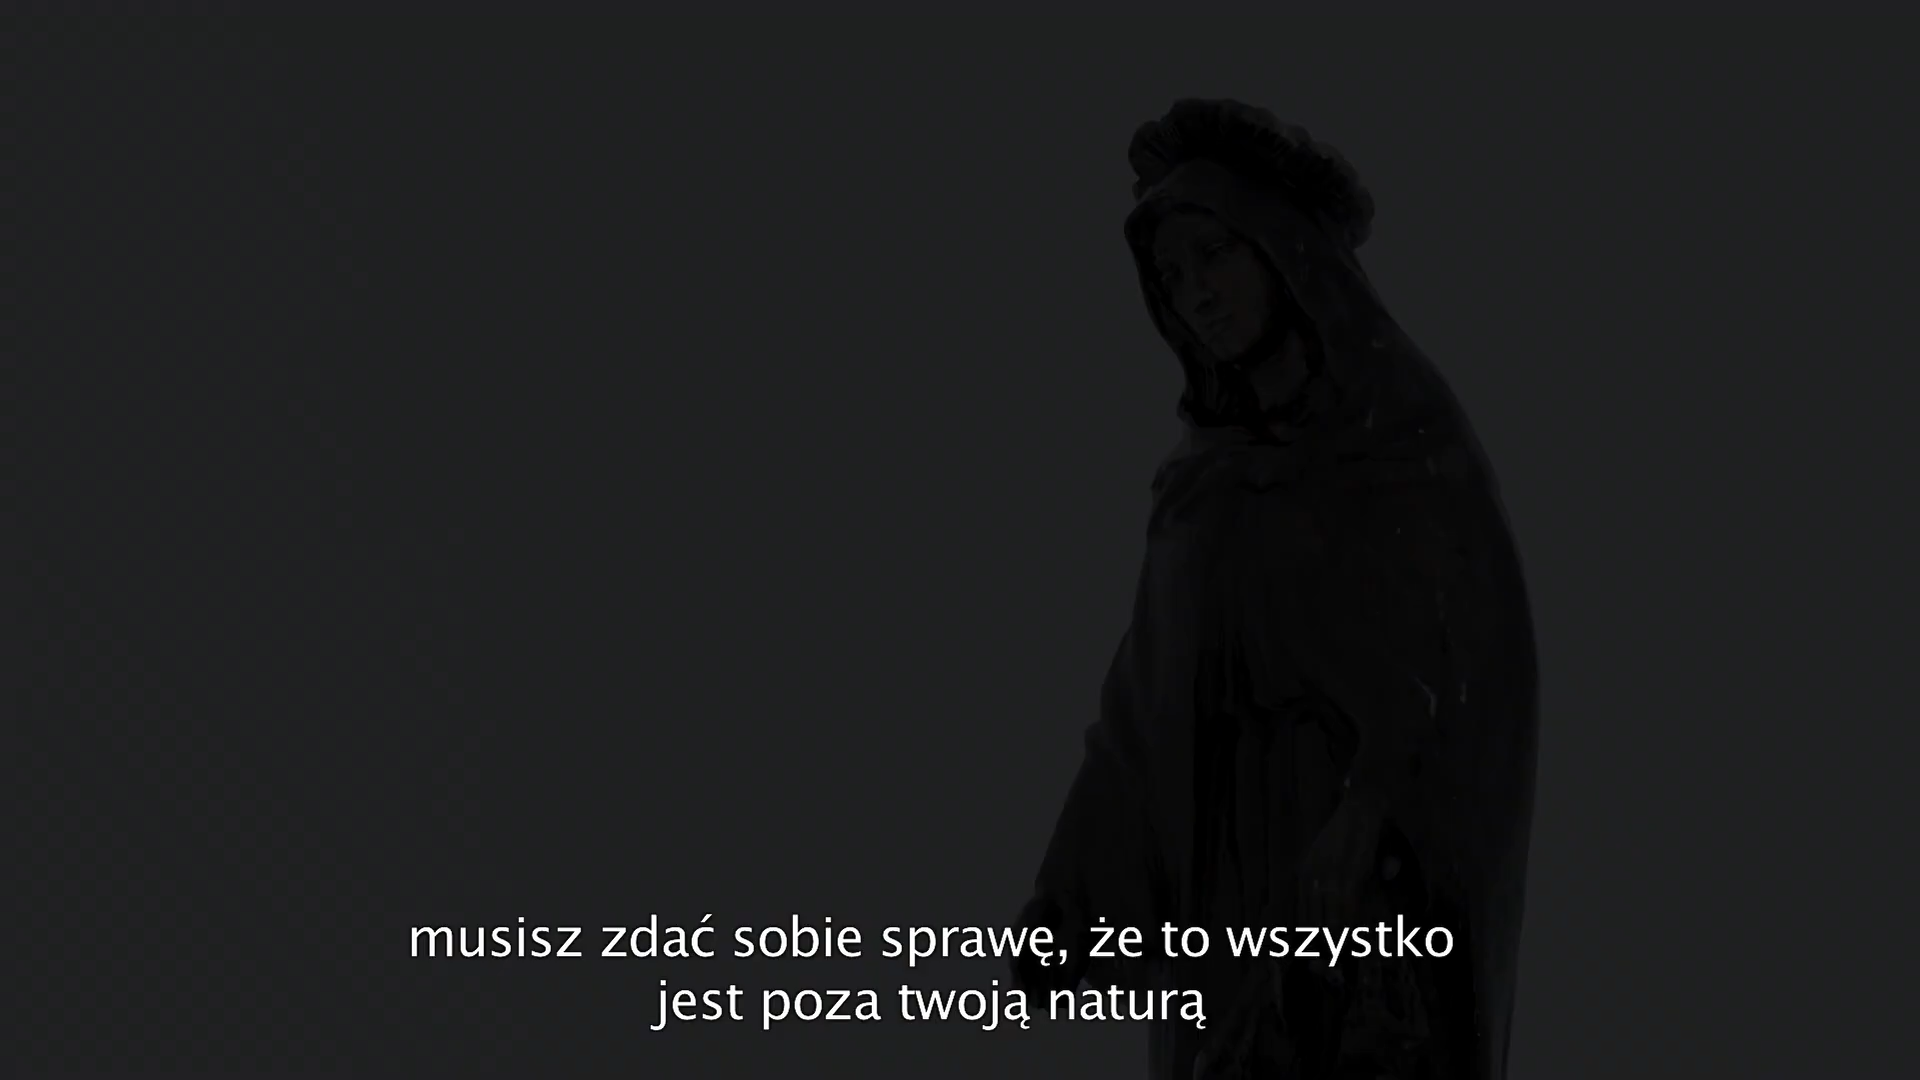 musisz zdać sobie sprawę, że to wszystko
jest poza twoją naturą